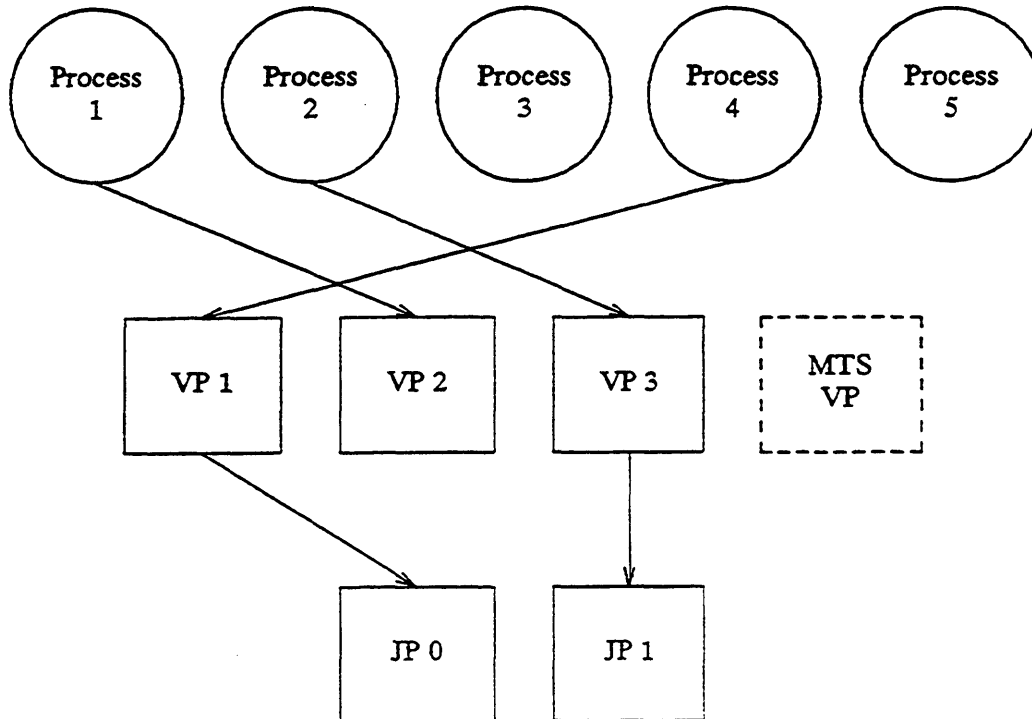 Process
1
Process
2
Process
3
Process
4
Process
5
VP 1
VP 2
VP 3
MTS
VP
JP 0
JP 1